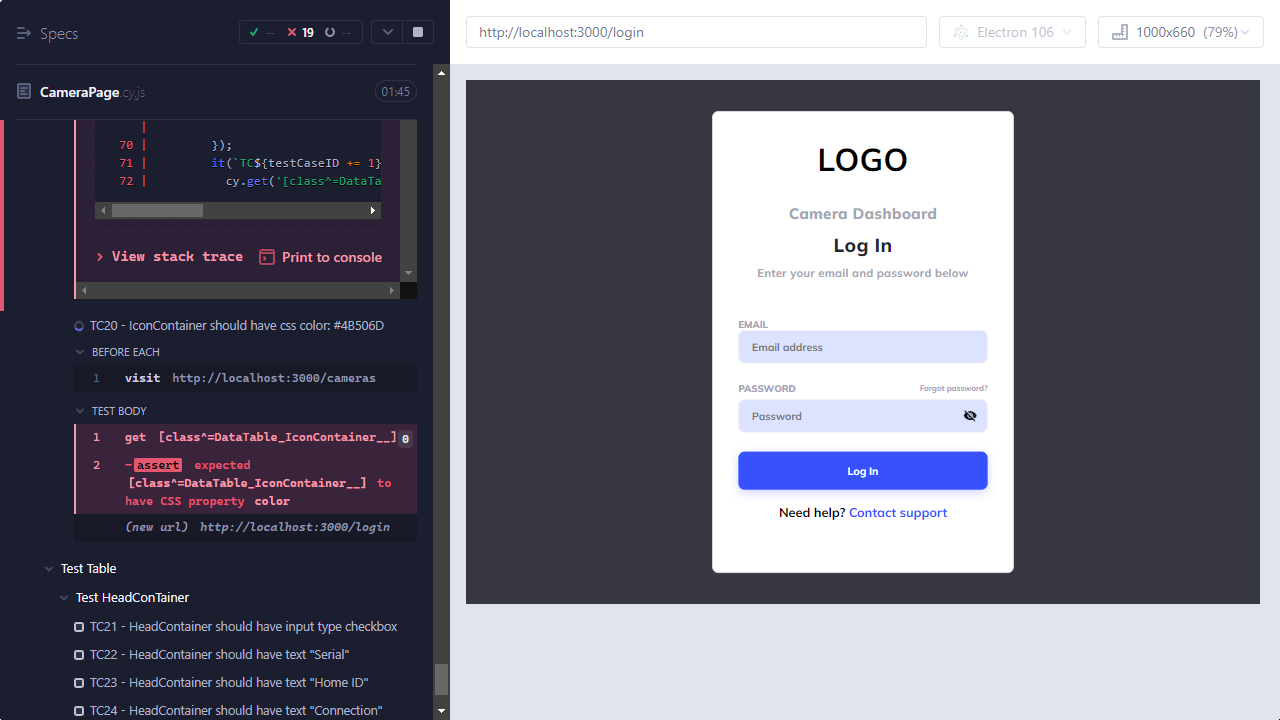 Specs
-- 19 --
CameraPage.cy.js
01:45
|
70 | });
71 | it(`TC${testCaseID += 1}
72 | cy.get('[class^=DataTa
> View stack trace
Print to console
TC20 - IconContainer should have css color: #4B506D
BEFORE EACH
1 visit http://localhost:3000/cameras
TEST BODY
1 get [class^=DataTable_IconContainer__] 0
2 -assert expected
[class^=DataTable_IconContainer__] to
have CSS property color
(new url) http://localhost:3000/login
Test Table
Test HeadConTainer
TC21 - HeadContainer should have input type checkbox
TC22 - HeadContainer should have text "Serial"
TC23 - HeadContainer should have text "Home ID"
TC24 - HeadContainer should have text "Connection"
http://localhost:3000/login
Electron 106
1000x660 (79%)
LOGO
Camera Dashboard
Log In
Enter your email and password below
EMAIL
Email address
PASSWORD
Forgot password?
Password
Log In
Need help? Contact support